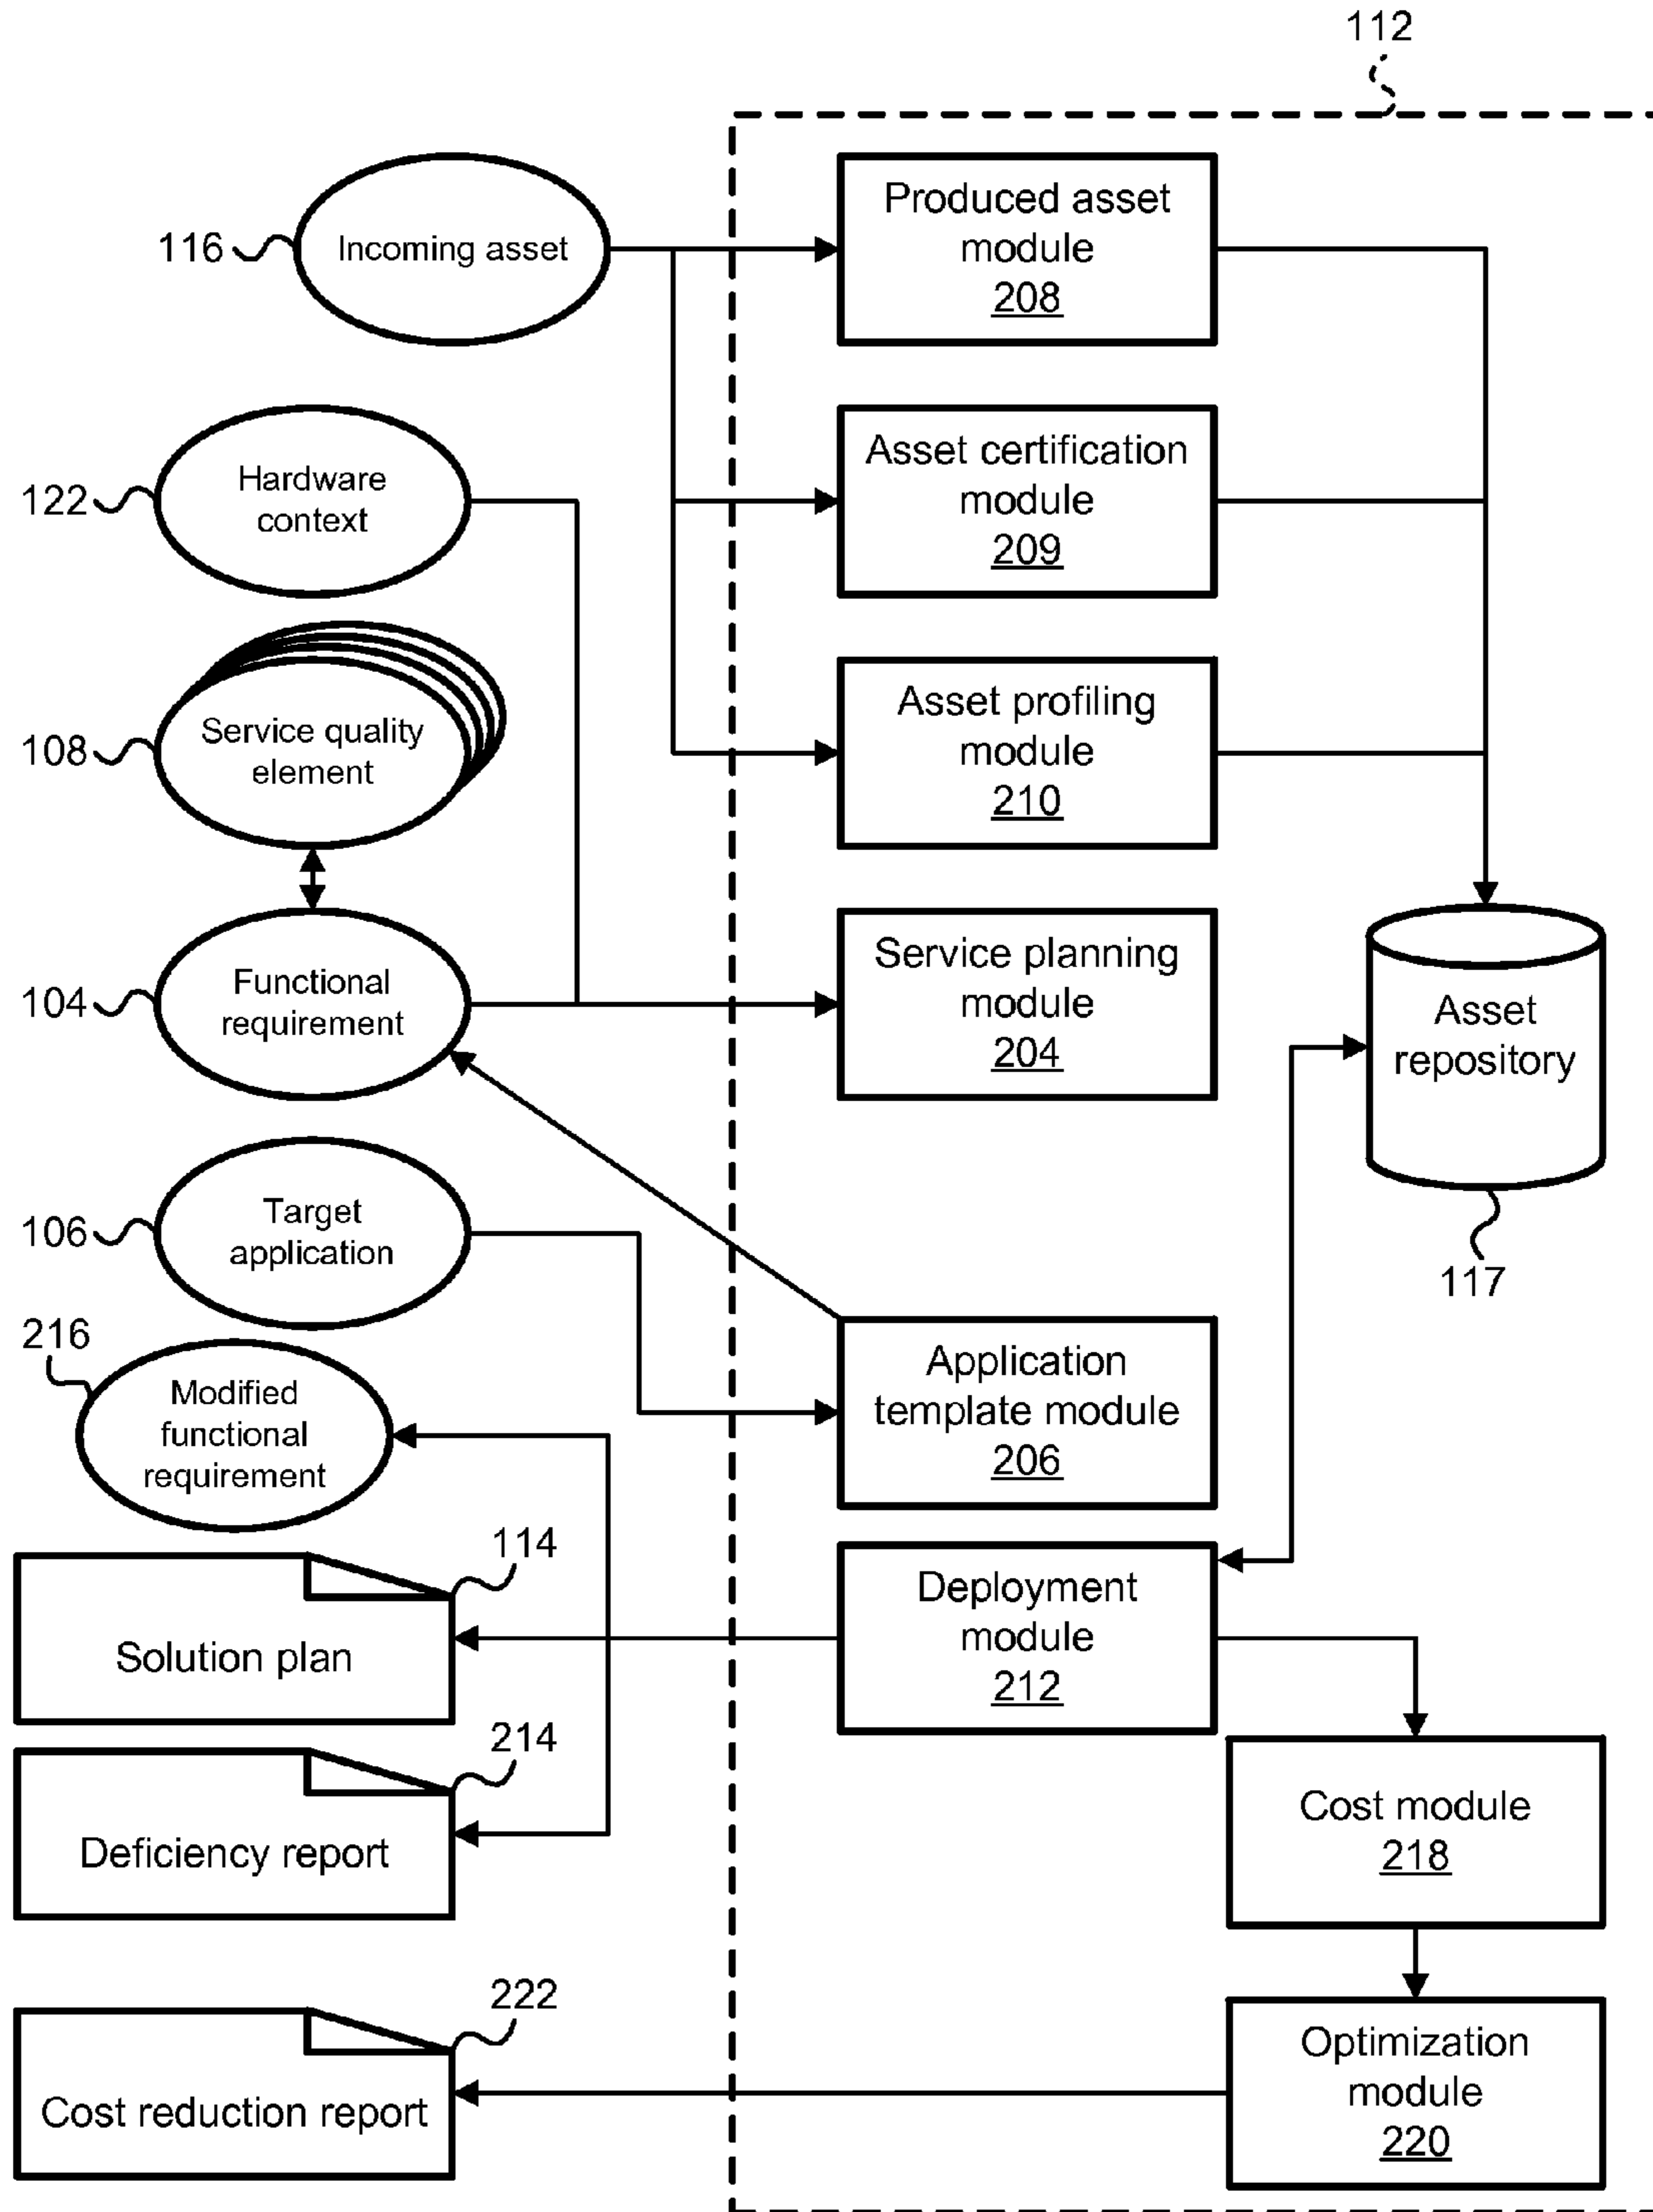 112
116
Incoming asset
Produced asset
module
208
122
Hardware
context
Asset certification
module
209
108
Service quality
element
Asset profiling
module
210
104
Functional
requirement
Service planning
module
204
Asset
repository
117
106
Target
application
216
Modified
functional
requirement
Application
template module
206
114
Solution plan
Deployment
module
212
214
Deficiency report
Cost module
218
222
Cost reduction report
Optimization
module
220